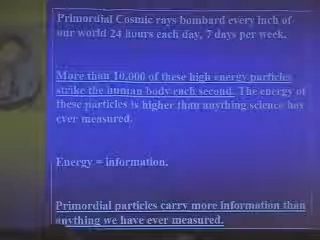 Primordial Cosmic rays bombard every inch of
our world 24 hours each day, 7 days per week.
More than 10,000 of these high energy particles
strike the human body each second. The energy of
these particles is higher than anything science has
ever measured.
Energy = information.
Primordial particles carry more information than
anything we have ever measured.